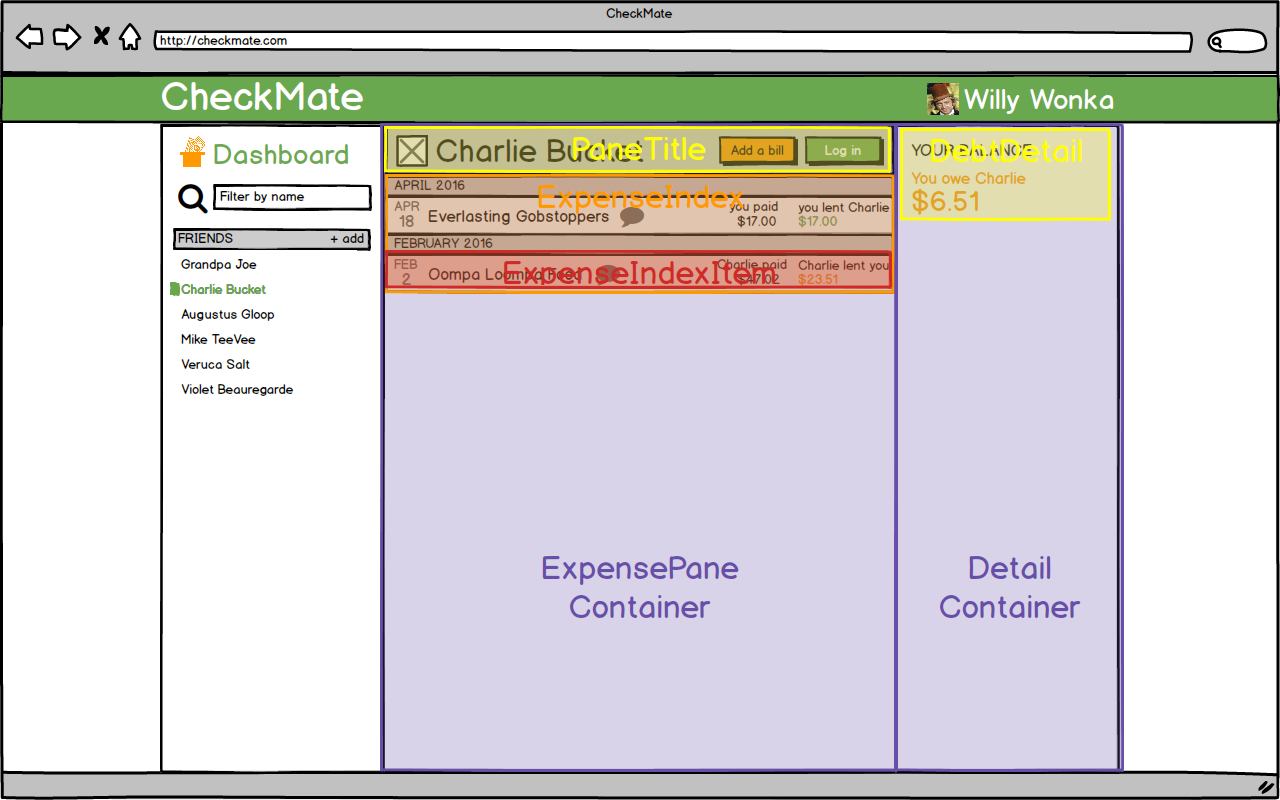 CheckMate
http://checkmate.com
CheckMate
Willy Wonka
Dashboard
Filter by name
FRIENDS + add
Grandpa Joe
Charlie Bucket
Augustus Gloop
Mike TeeVee
Veruca Salt
Violet Beauregarde
Charlie Bucket
PaneTitle
Add a bill
Log in
APRIL 2016
ExpenseIndex
APR
18
Everlasting Gobstoppers
you paid
$17.00
you lent Charlie
$17.00
FEBRUARY 2016
FEB
2
Oompa Loompa
ExpenseIndexItem
Charlie paid
$47.02
Charlie lent you
$23.51
ExpensePane
Container
YOUR BALANCE
DebtDetail
You owe Charlie
$6.51
Detail
Container